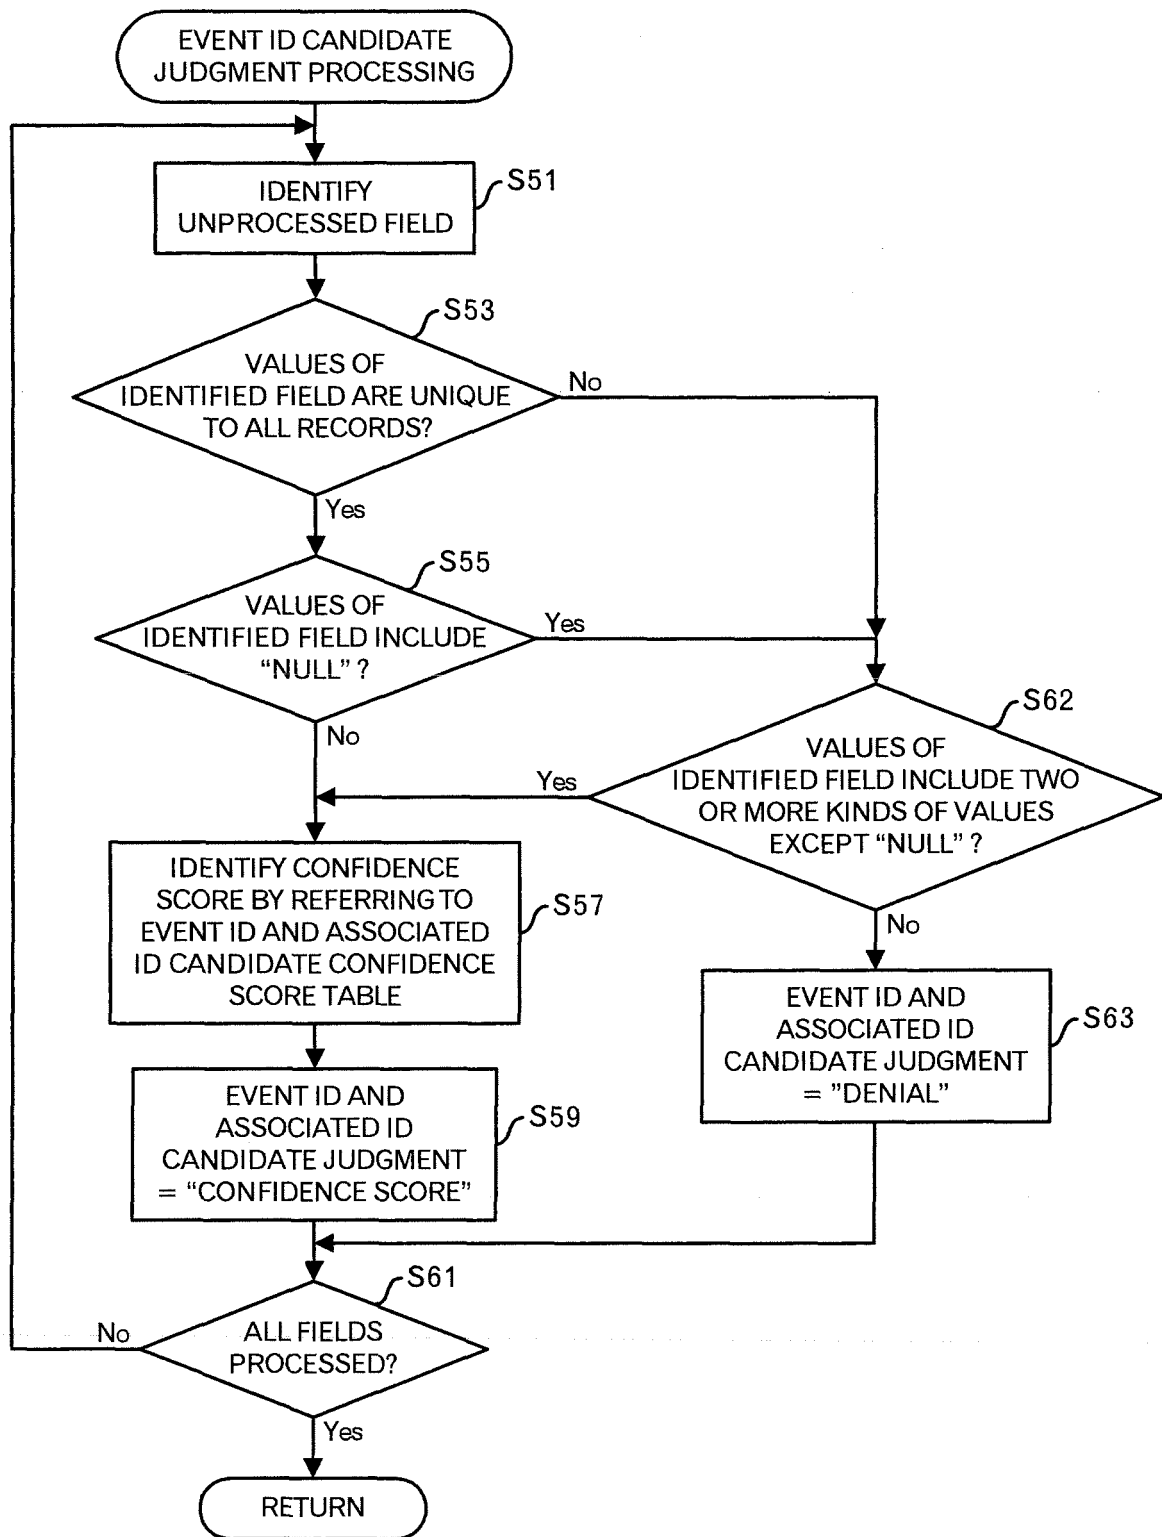 EVENT ID CANDIDATE
JUDGMENT PROCESSING
S51
IDENTIFY
UNPROCESSED FIELD
S53
VALUES OF
IDENTIFIED FIELD ARE UNIQUE
TO ALL RECORDS?
No
Yes
S55
VALUES OF
IDENTIFIED FIELD INCLUDE
“NULL” ?
Yes
No
S62
VALUES OF
IDENTIFIED FIELD INCLUDE TWO
OR MORE KINDS OF VALUES
EXCEPT “NULL” ?
Yes
No
IDENTIFY CONFIDENCE
SCORE BY REFERRING TO
EVENT ID AND ASSOCIATED
ID CANDIDATE CONFIDENCE
SCORE TABLE
S57
EVENT ID AND
ASSOCIATED ID
CANDIDATE JUDGMENT
= ”DENIAL”
S63
EVENT ID AND
ASSOCIATED ID
CANDIDATE JUDGMENT
= “CONFIDENCE SCORE”
S59
S61
ALL FIELDS
PROCESSED?
No
Yes
RETURN